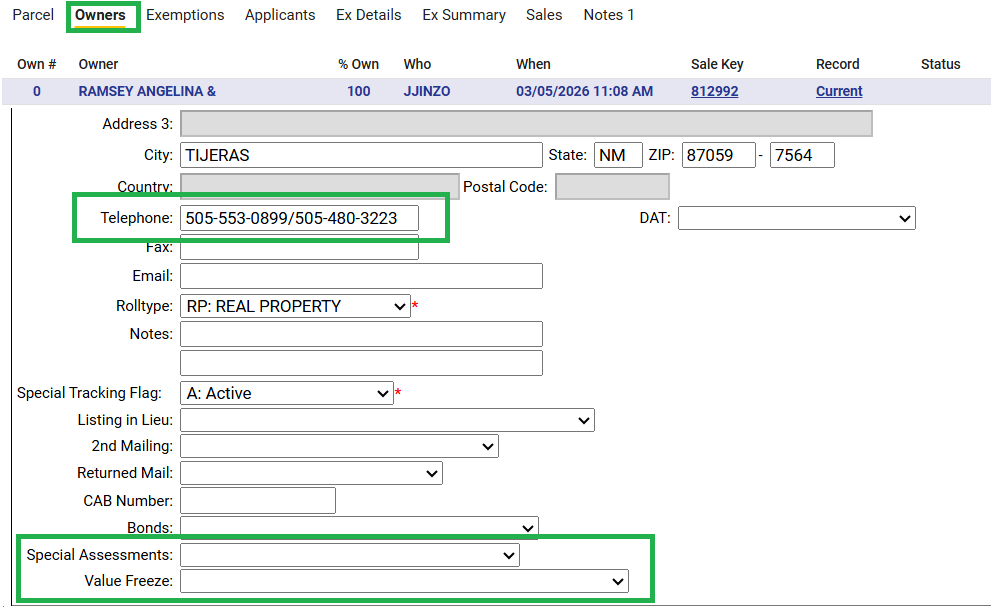 Parcel Owners Exemptions Applicants Ex Details Ex Summary Sales Notes 1
Own # Owner % Own Who When Sale Key Record Status
0 RAMSEY ANGELINA & 100 JJINZO 03/05/2026 11:08 AM 812992 Current
Address 3:
City: TIJERAS State: NM ZIP: 87059 - 7564
Country: Postal Code:
Telephone: 505-553-0899/505-480-3223 DAT:
Fax:
Email:
Rolltype: RP: REAL PROPERTY *
Notes:
Special Tracking Flag: A: Active *
Listing in Lieu:
2nd Mailing:
Returned Mail:
CAB Number:
Bonds:
Special Assessments:
Value Freeze: